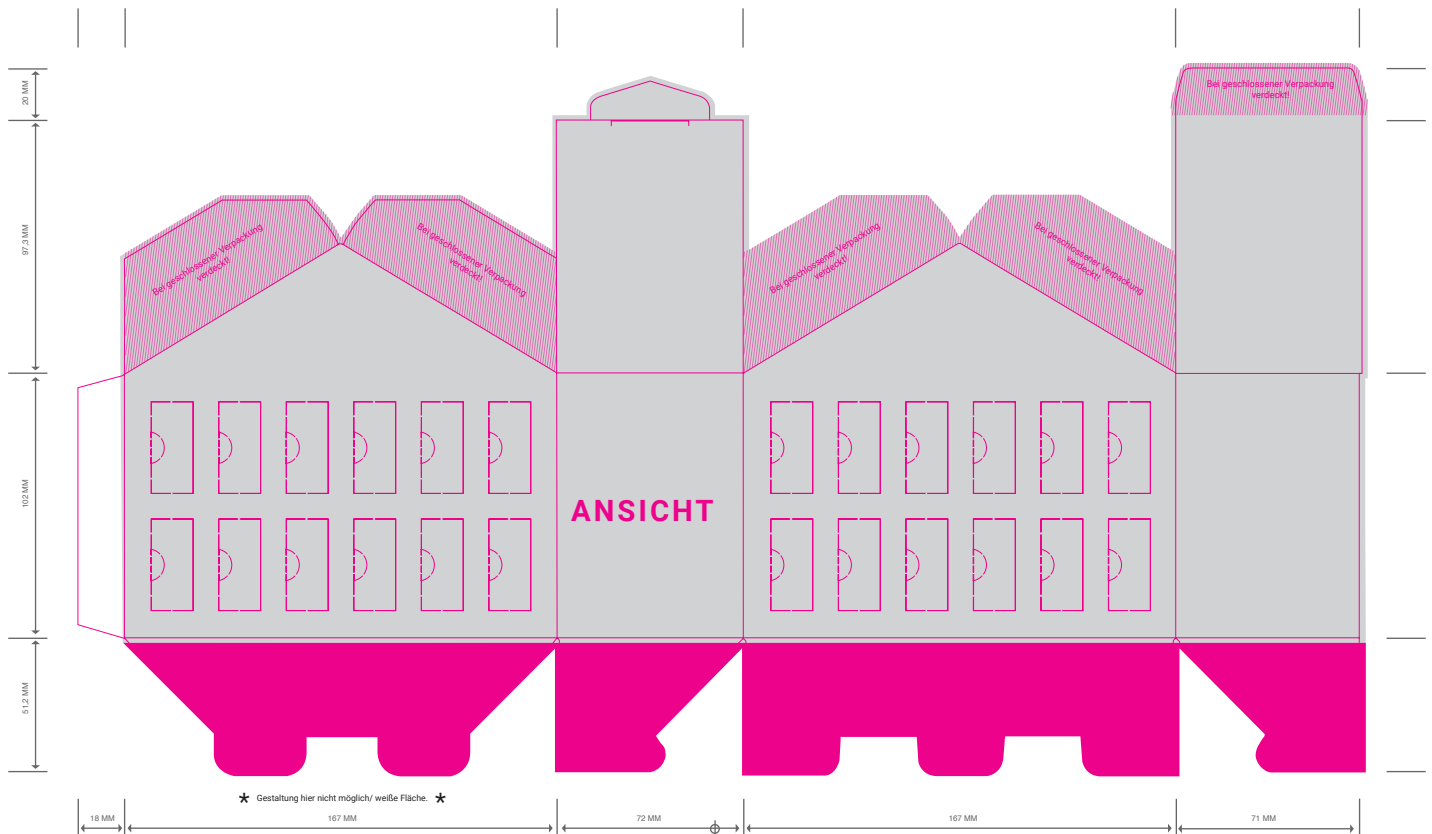 20 MM
97,3 MM
102 MM
51,2 MM
Bei geschlossener Verpackung
verdeckt!
Bei geschlossener Verpackung
verdeckt!
Bei geschlossener Verpackung
verdeckt!
Bei geschlossener Verpackung
verdeckt!
Bei geschlossener Verpackung
verdeckt!
ANSICHT
* Gestaltung hier nicht möglich/ weiße Fläche. *
18 MM
167 MM
72 MM
167 MM
71 MM